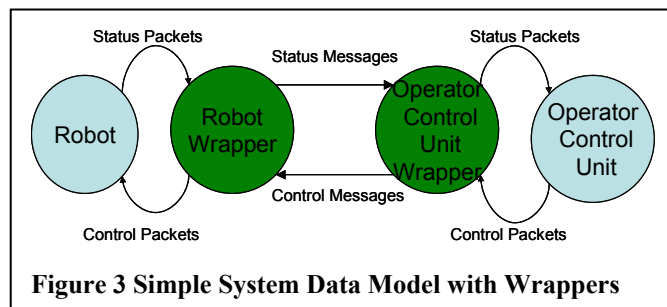 Status Packets
Status Messages
Status Packets
Robot
Robot
Wrapper
Operator
Control
Unit
Wrapper
Operator
Control
Unit
Control Messages
Control Packets
Control Packets
Figure 3 Simple System Data Model with Wrappers